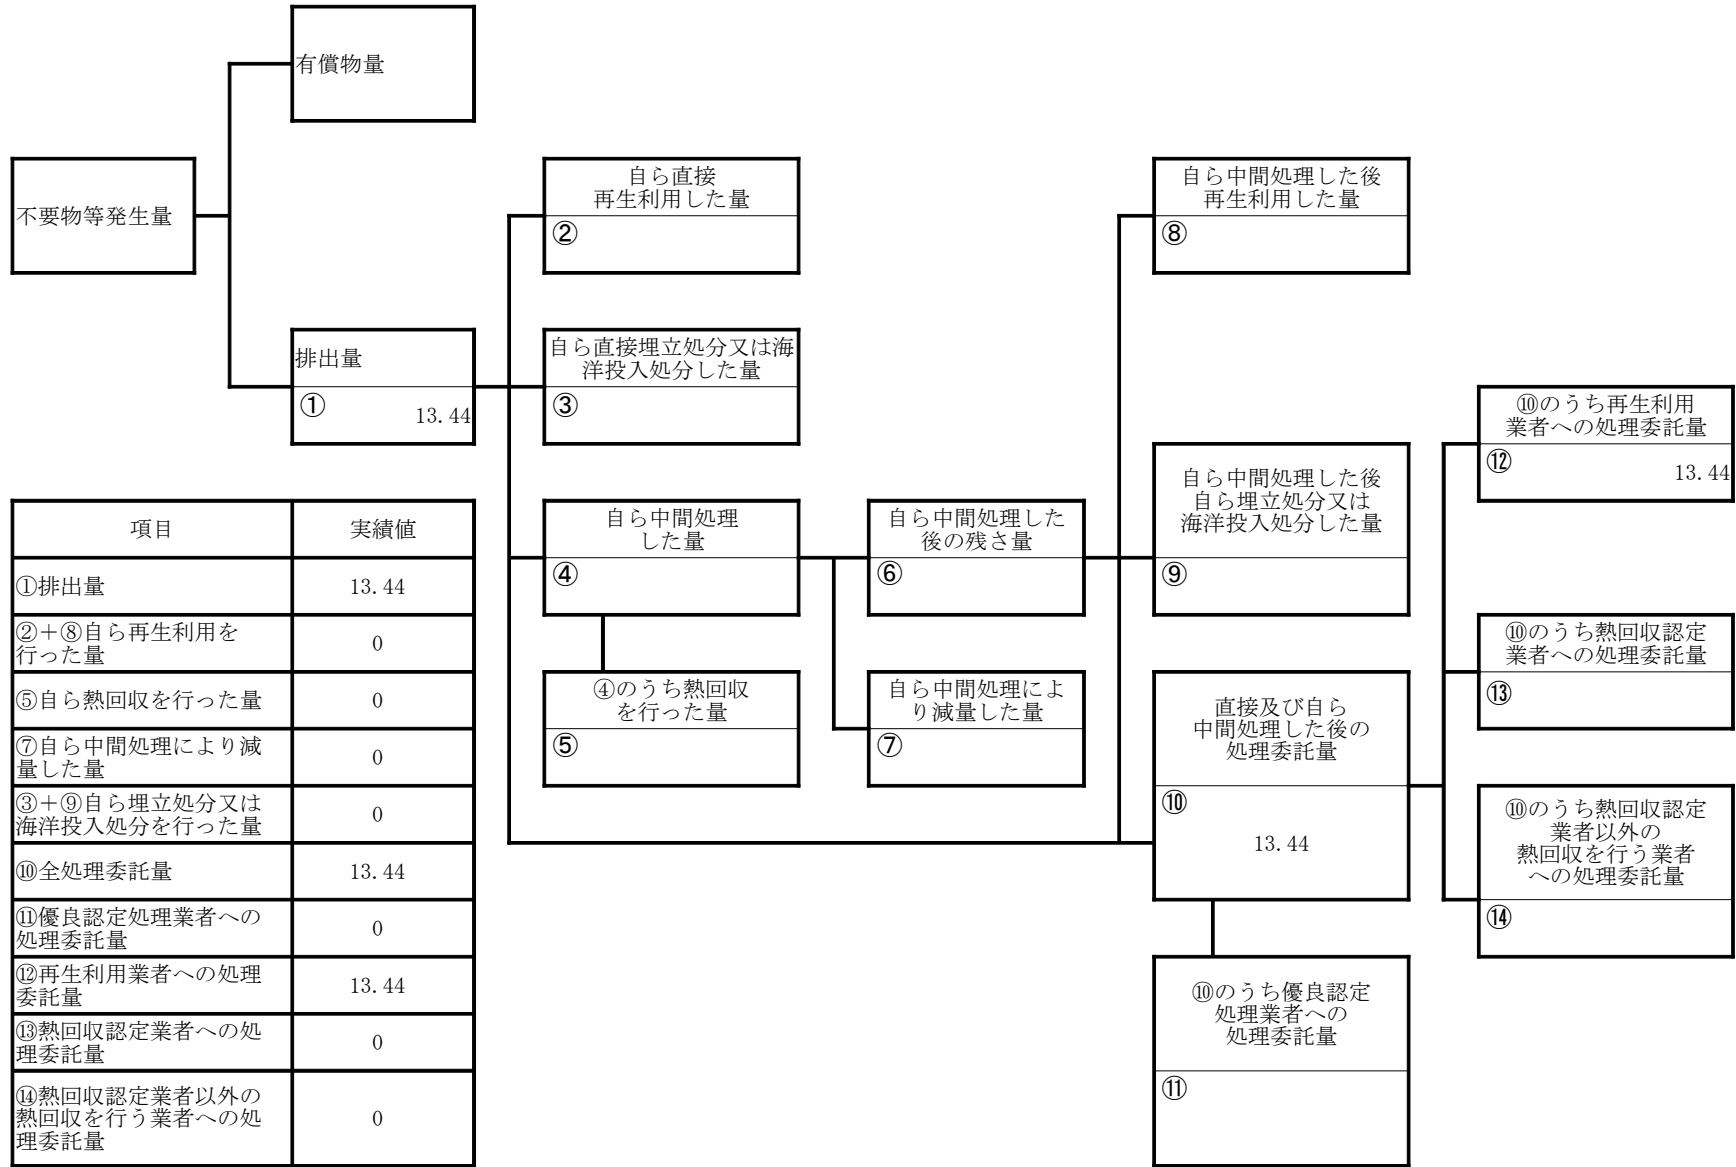 有償物量
不要物等発生量
自ら直接
再生利用した量
②
自ら中間処理した後
再生利用した量
⑧
排出量
①
13.44
自ら直接埋立処分又は海
洋投入処分した量
③
⑩のうち再生利用
業者への処理委託量
⑫
13.44
自ら中間処理
した量
④
自ら中間処理した
後の残さ量
⑥
自ら中間処理した後
自ら埋立処分又は
海洋投入処分した量
⑨
④のうち熱回収
を行った量
⑤
自ら中間処理によ
り減量した量
⑦
直接及び自ら
中間処理した後の
処理委託量
⑩
13.44
⑩のうち熱回収認定
業者への処理委託量
⑬
⑩のうち熱回収認定
業者以外の
熱回収を行う業者
への処理委託量
⑭
⑩のうち優良認定
処理業者への
処理委託量
⑪
項目 実績値
①排出量 13.44
②+⑧自ら再生利用を
行った量 0
⑤自ら熱回収を行った量 0
⑦自ら中間処理により減
量した量 0
③+⑨自ら埋立処分又は
海洋投入処分を行った量 0
⑩全処理委託量 13.44
⑪優良認定処理業者への
処理委託量 0
⑫再生利用業者への処理
委託量 13.44
⑬熱回収認定業者への処
理委託量 0
⑭熱回収認定業者以外の
熱回収を行う業者への処
理委託量 0